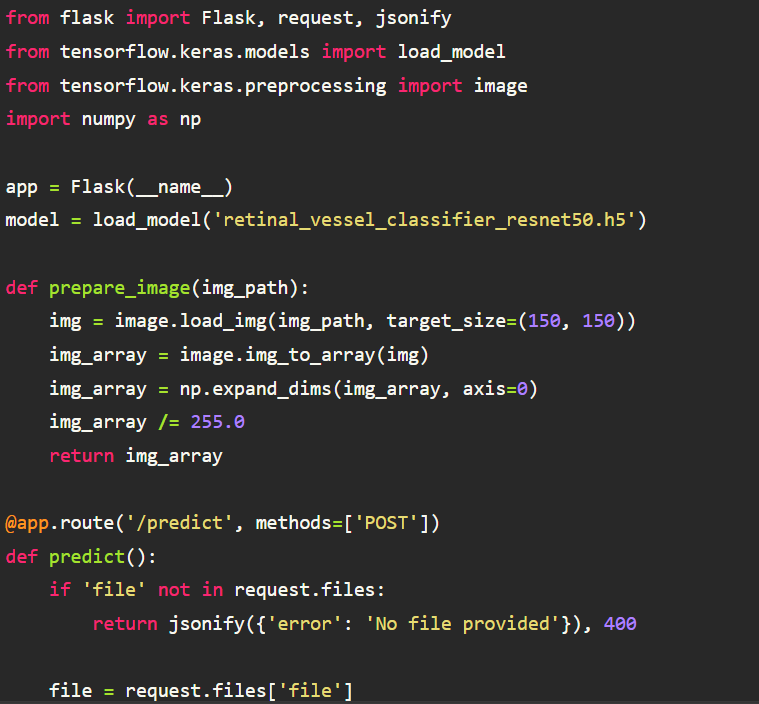 from flask import Flask, request, jsonify
from tensorflow.keras.models import load_model
from tensorflow.keras.preprocessing import image
import numpy as np

app = Flask(__name__)
model = load_model('retinal_vessel_classifier_resnet50.h5')

def prepare_image(img_path):
    img = image.load_img(img_path, target_size=(150, 150))
    img_array = image.img_to_array(img)
    img_array = np.expand_dims(img_array, axis=0)
    img_array /= 255.0
    return img_array

@app.route('/predict', methods=['POST'])
def predict():
    if 'file' not in request.files:
        return jsonify({'error': 'No file provided'}), 400

    file = request.files['file']